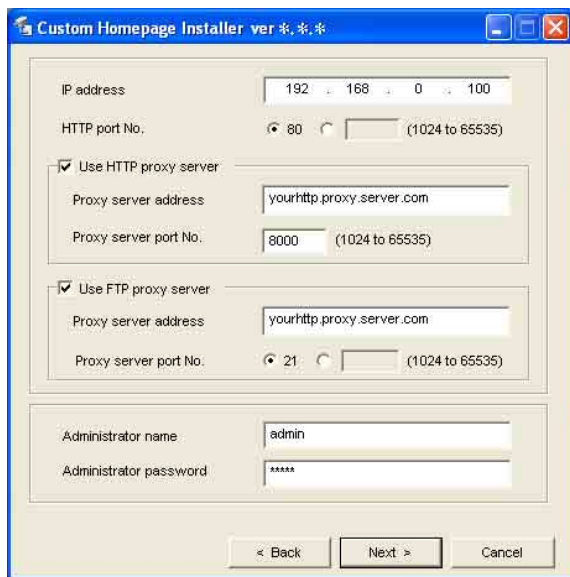 Custom Homepage Installer ver *.*.*
IP address 192 . 168 . 0 . 100
HTTP port No. 80 (1024 to 65535)
Use HTTP proxy server
Proxy server address yourhttp.proxy.server.com
Proxy server port No. 8000 (1024 to 65535)
Use FTP proxy server
Proxy server address yourhttp.proxy.server.com
Proxy server port No. 21 (1024 to 65535)
Administrator name admin
Administrator password *****
< Back Next > Cancel